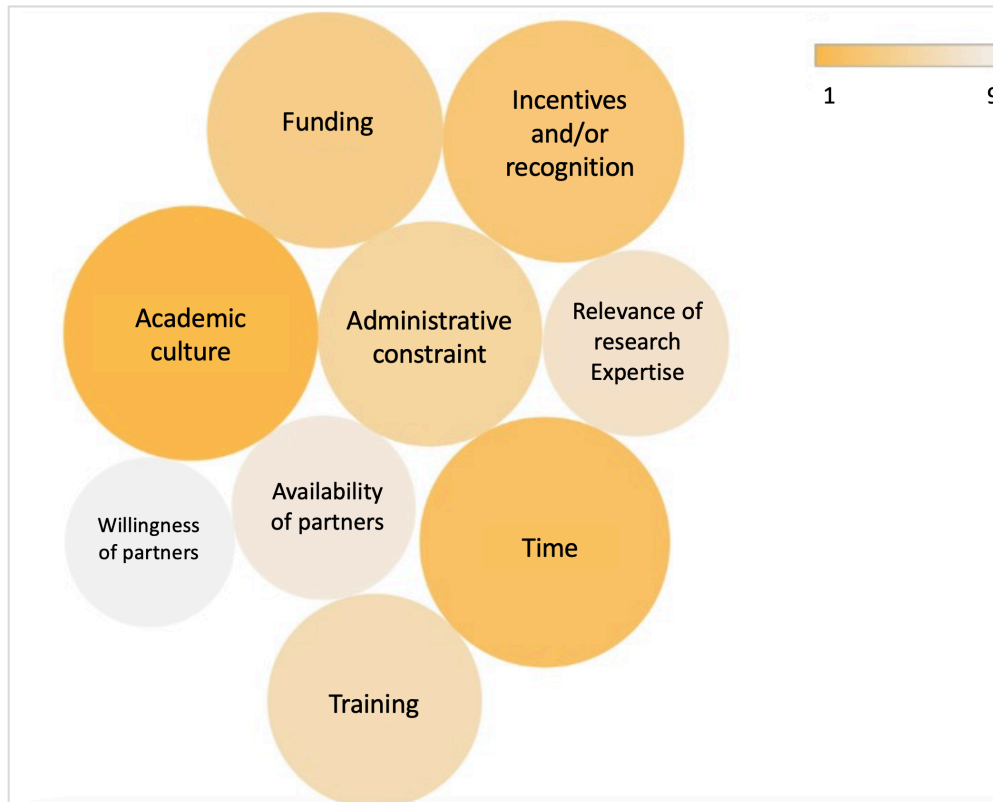 Funding
Incentives
and/or
recognition
1
9
Academic
culture
Administrative
constraint
Relevance of
research
Expertise
Willingness
of partners
Availability
of partners
Time
Training